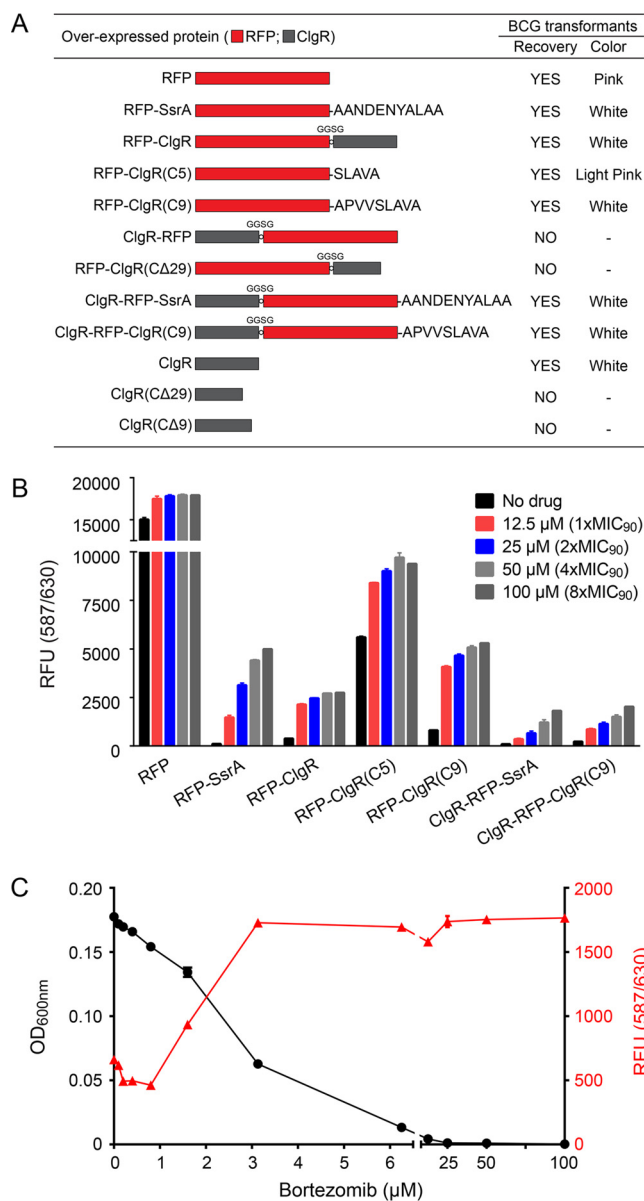 A
Over-expressed protein ( RFP; ClgR)
BCG transformants
Recovery Color
RFP YES Pink
RFP-SsrA -AANDENYALAA YES White
GGSG
RFP-ClgR YES White
RFP-ClgR(C5) -SLAVA YES Light Pink
RFP-ClgR(C9) -APVVSLAVA YES White
GGSG
ClgR-RFP NO -
GGSG
RFP-ClgR(CΔ29) NO -
GGSG
ClgR-RFP-SsrA -AANDENYALAA YES White
GGSG
ClgR-RFP-ClgR(C9) -APVVSLAVA YES White
ClgR YES White
ClgR(CΔ29) NO -
ClgR(CΔ9) NO -
B
20000
15000
10000
7500
5000
2500
0
RFU (587/630)
No drug
12.5 µM (1xMIC90)
25 µM (2xMIC90)
50 µM (4xMIC90)
100 µM (8xMIC90)
RFP
RFP-SsrA
RFP-ClgR
RFP-ClgR(C5)
RFP-ClgR(C9)
ClgR-RFP-SsrA
ClgR-RFP-ClgR(C9)
C
0.20
0.15
0.10
0.05
0
OD600nm
2000
1500
1000
500
0
RFU (587/630)
0 1 2 3 4 5 6 25 50 100
Bortezomib (µM)